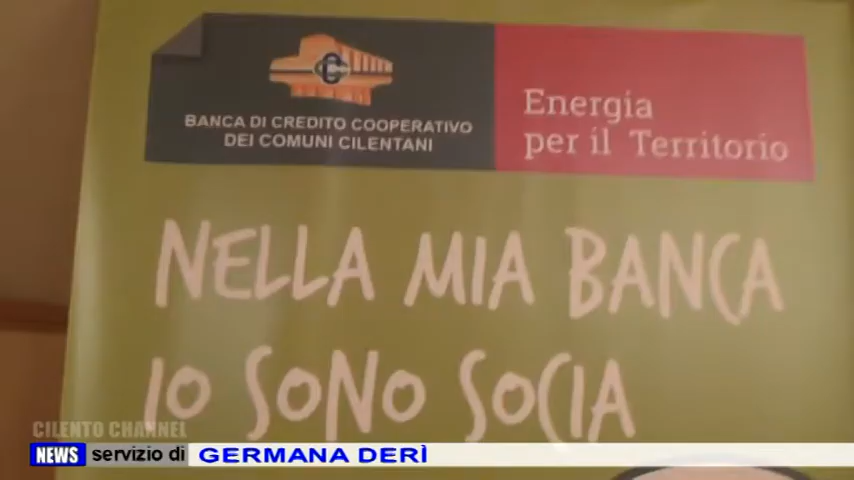 BANCA DI CREDITO COOPERATIVO
DEI COMUNI CILENTANI
Energia
per il Territorio
NELLA MIA BANCA
IO SONO SOCIA
CILENTO CHANNEL
NEWS servizio di GERMANA DERÌ